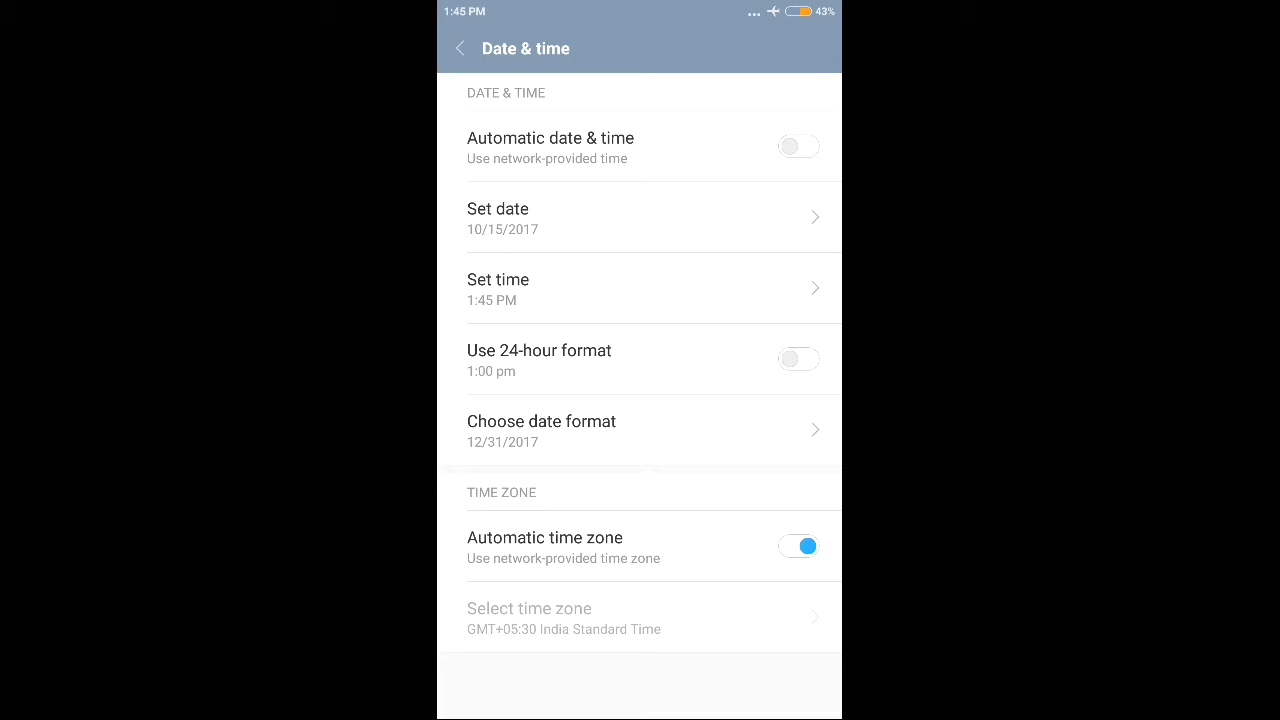 1:45 PM ... 43%
Date & time
DATE & TIME
Automatic date & time
Use network-provided time
Set date
10/15/2017
Set time
1:45 PM
Use 24-hour format
1:00 pm
Choose date format
12/31/2017
TIME ZONE
Automatic time zone
Use network-provided time zone
Select time zone
GMT+05:30 India Standard Time